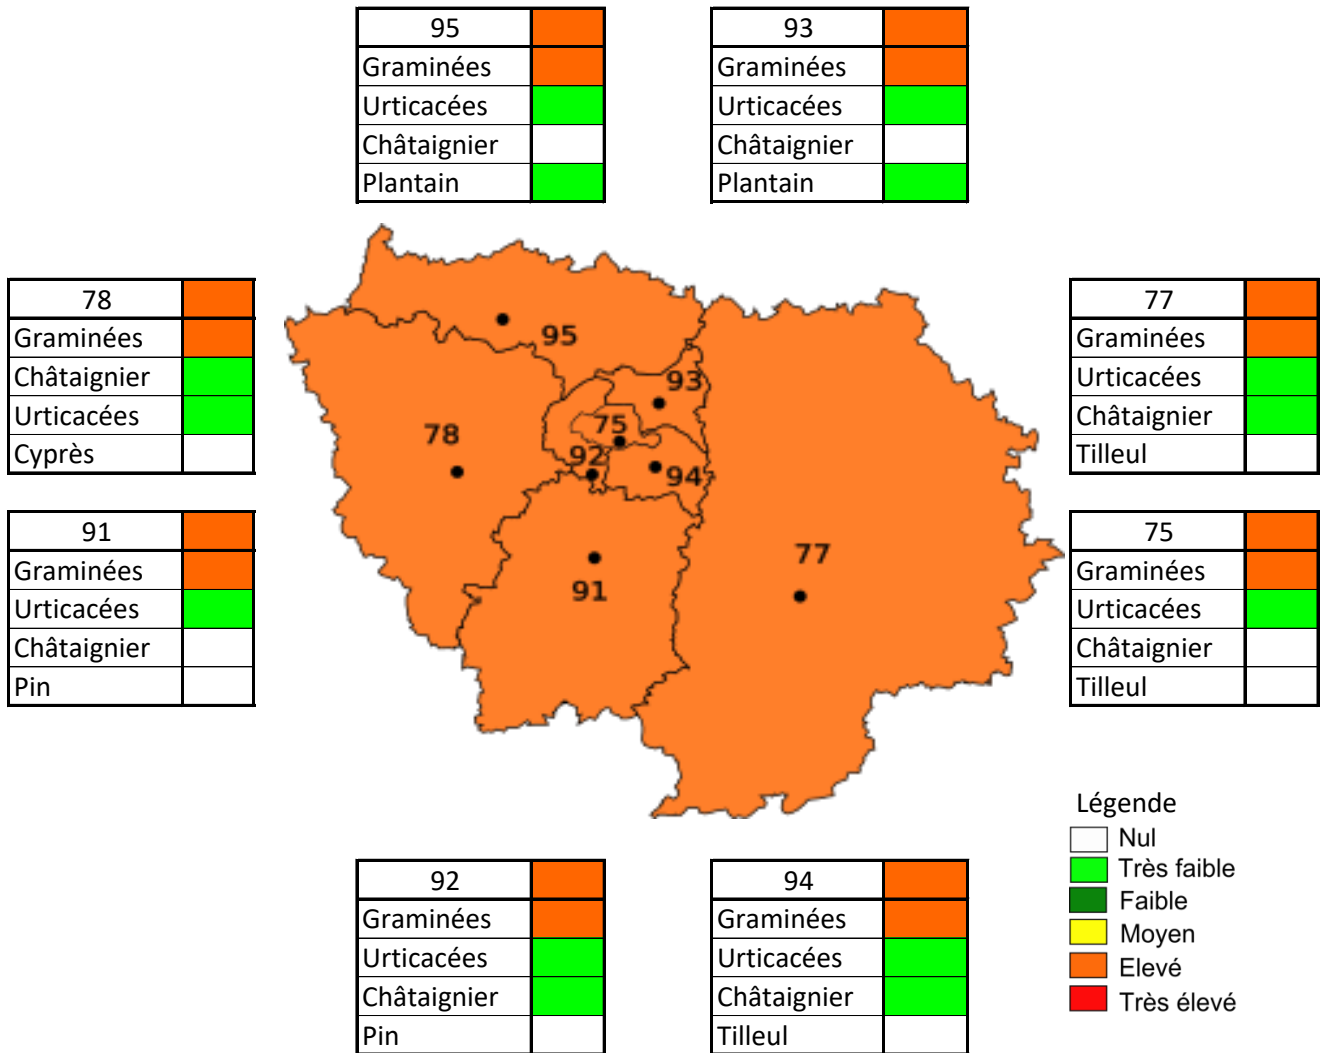 95
Graminées
Urticacées
Châtaignier
Plantain
93
Graminées
Urticacées
Châtaignier
Plantain
78
Graminées
Châtaignier
Urticacées
Cyprès
91
Graminées
Urticacées
Châtaignier
Pin
95
93
75
78
92
94
77
91
77
Graminées
Urticacées
Châtaignier
Tilleul
75
Graminées
Urticacées
Châtaignier
Tilleul
92
Graminées
Urticacées
Châtaignier
Pin
94
Graminées
Urticacées
Châtaignier
Tilleul
Légende
Nul
Très faible
Faible
Moyen
Elevé
Très élevé